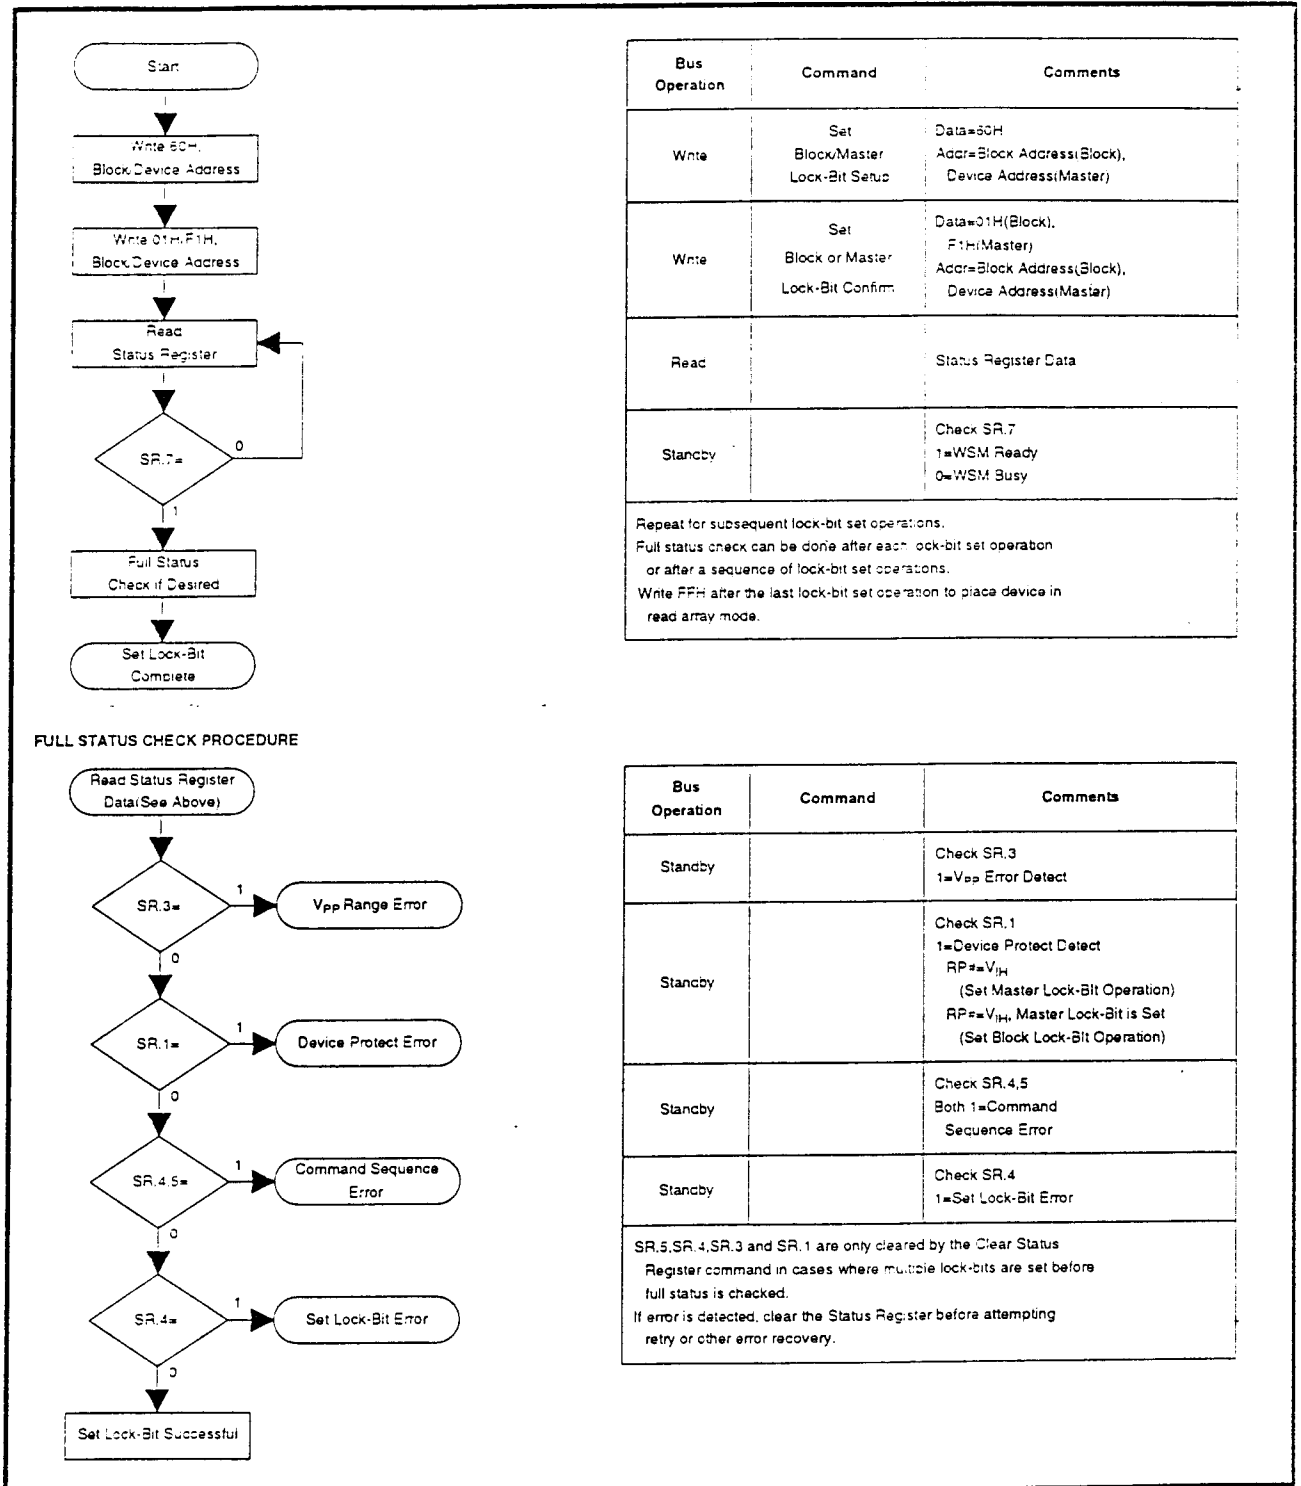 Start
Write 60H,
Block/Device Address
Write 01H/F1H,
Block/Device Address
Read
Status Register
SR.7=
0
1
Full Status
Check if Desired
Set Lock-Bit
Complete
Bus
Operation
Command
Comments
Write
Set
Block/Master
Lock-Bit Setup
Data=60H
Addr=Block Address(Block),
Device Address(Master)
Write
Set
Block or Master
Lock-Bit Confirm
Data=01H(Block),
F1H(Master)
Addr=Block Address(Block),
Device Address(Master)
Read
Status Register Data
Standby
Check SR.7
1=WSM Ready
0=WSM Busy
Repeat for subsequent lock-bit set operations.
Full status check can be done after each lock-bit set operation
or after a sequence of lock-bit set operations.
Write FFH after the last lock-bit set operation to place device in
read array mode.
FULL STATUS CHECK PROCEDURE
Read Status Register
Data(See Above)
SR.3=
1
VPP Range Error
0
SR.1=
1
Device Protect Error
0
SR.4,5=
1
Command Sequence
Error
0
SR.4=
1
Set Lock-Bit Error
0
Set Lock-Bit Successful
Bus
Operation
Command
Comments
Standby
Check SR.3
1=VPP Error Detect
Standby
Check SR.1
1=Device Protect Detect
RP#=VIH
(Set Master Lock-Bit Operation)
RP#=VIH, Master Lock-Bit is Set
(Set Block Lock-Bit Operation)
Standby
Check SR.4,5
Both 1=Command
Sequence Error
Standby
Check SR.4
1=Set Lock-Bit Error
SR.5,SR.4,SR.3 and SR.1 are only cleared by the Clear Status
Register command in cases where multiple lock-bits are set before
full status is checked.
If error is detected, clear the Status Register before attempting
retry or other error recovery.